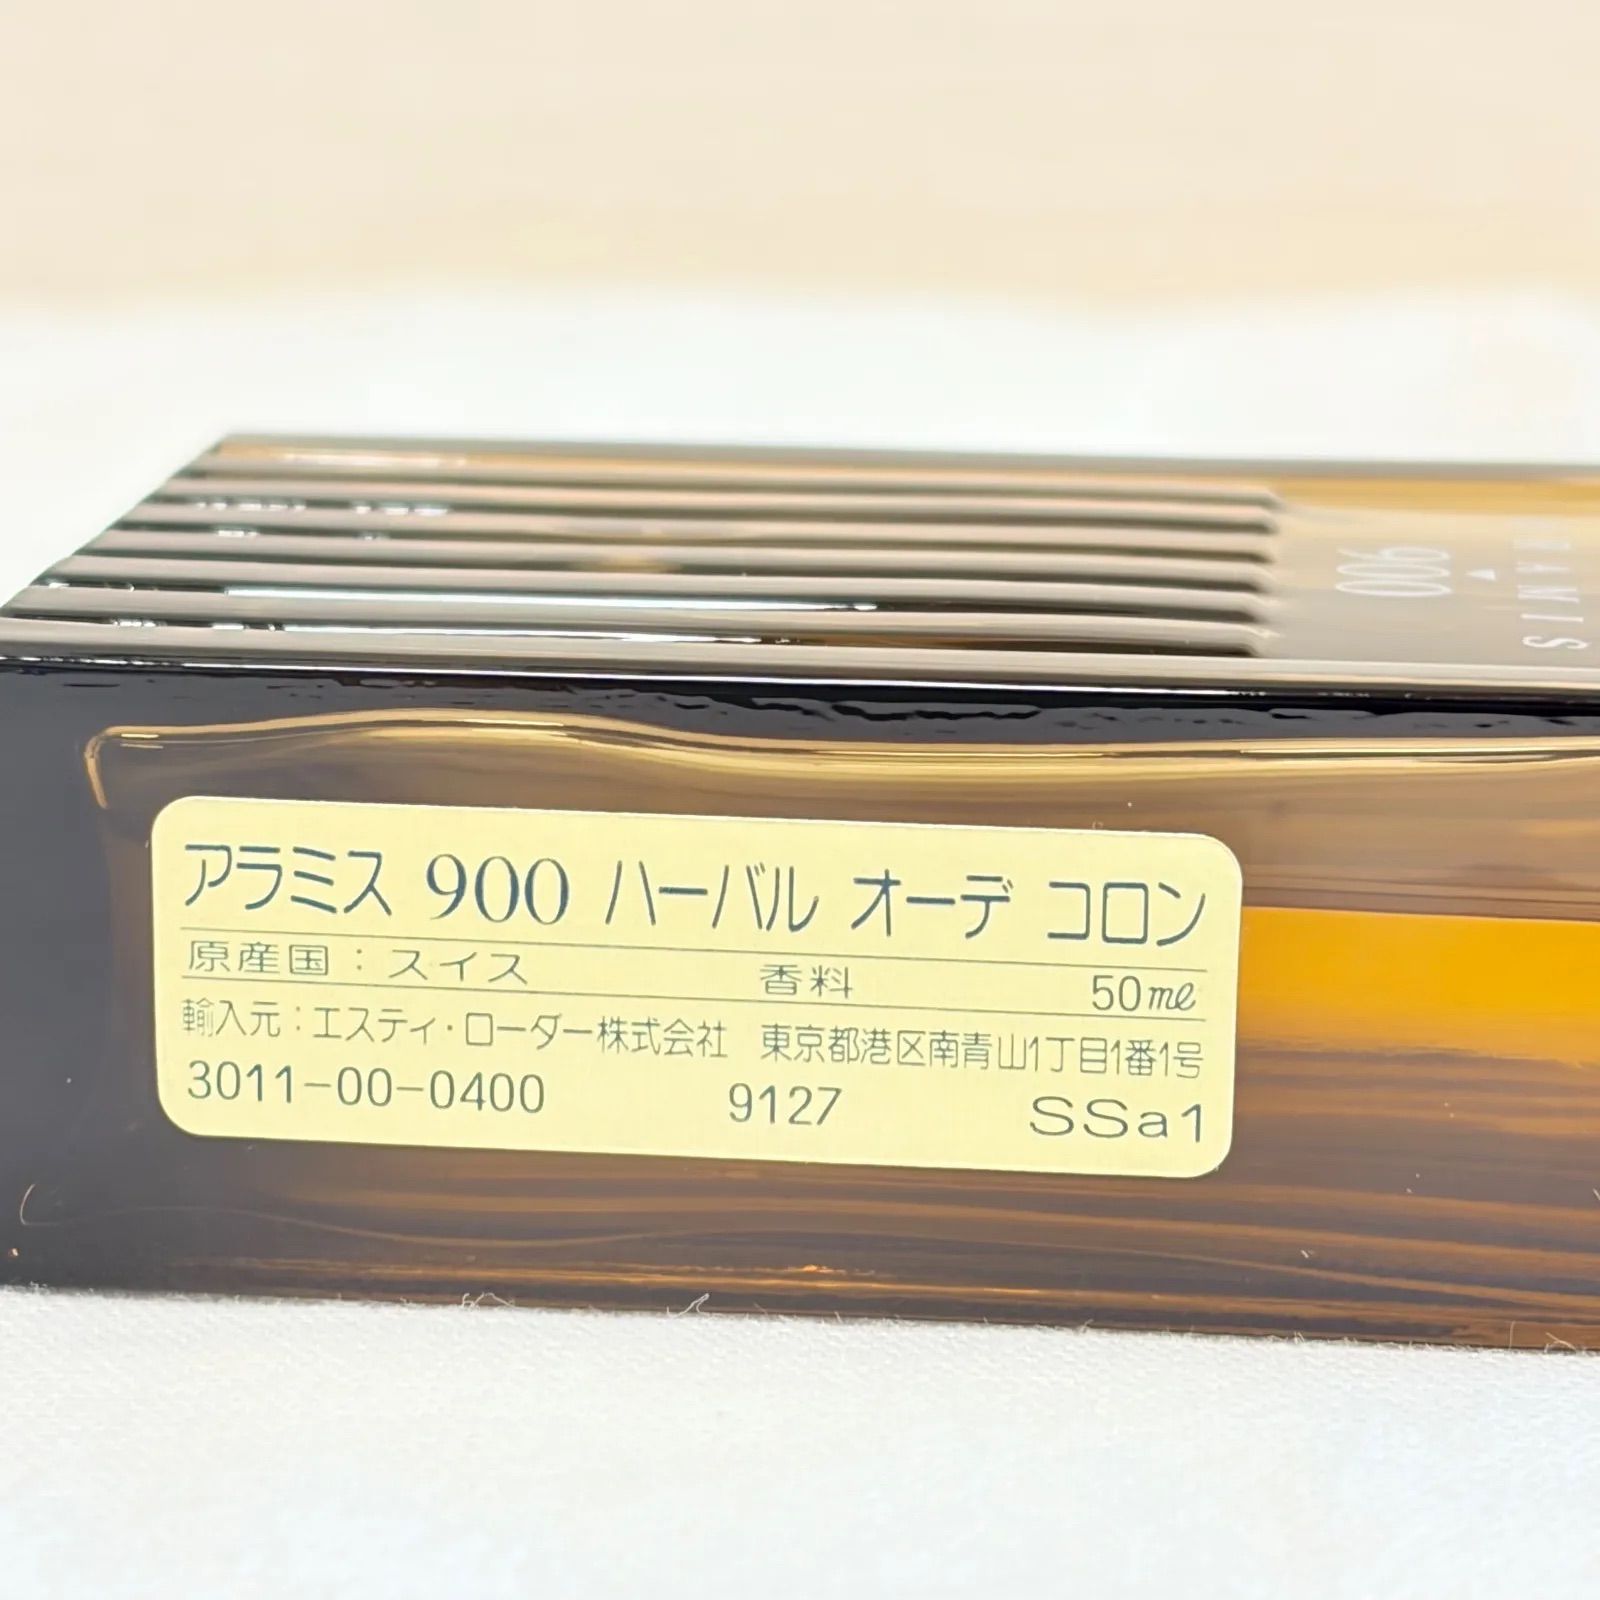 アラミス 900 ハーバル オーデ コロン
原産国：スイス 香料 50㎖
輸入元：エスティ・ローダー株式会社 東京都港区南青山1丁目1番1号
3011-00-0400 9127 SSa1
900